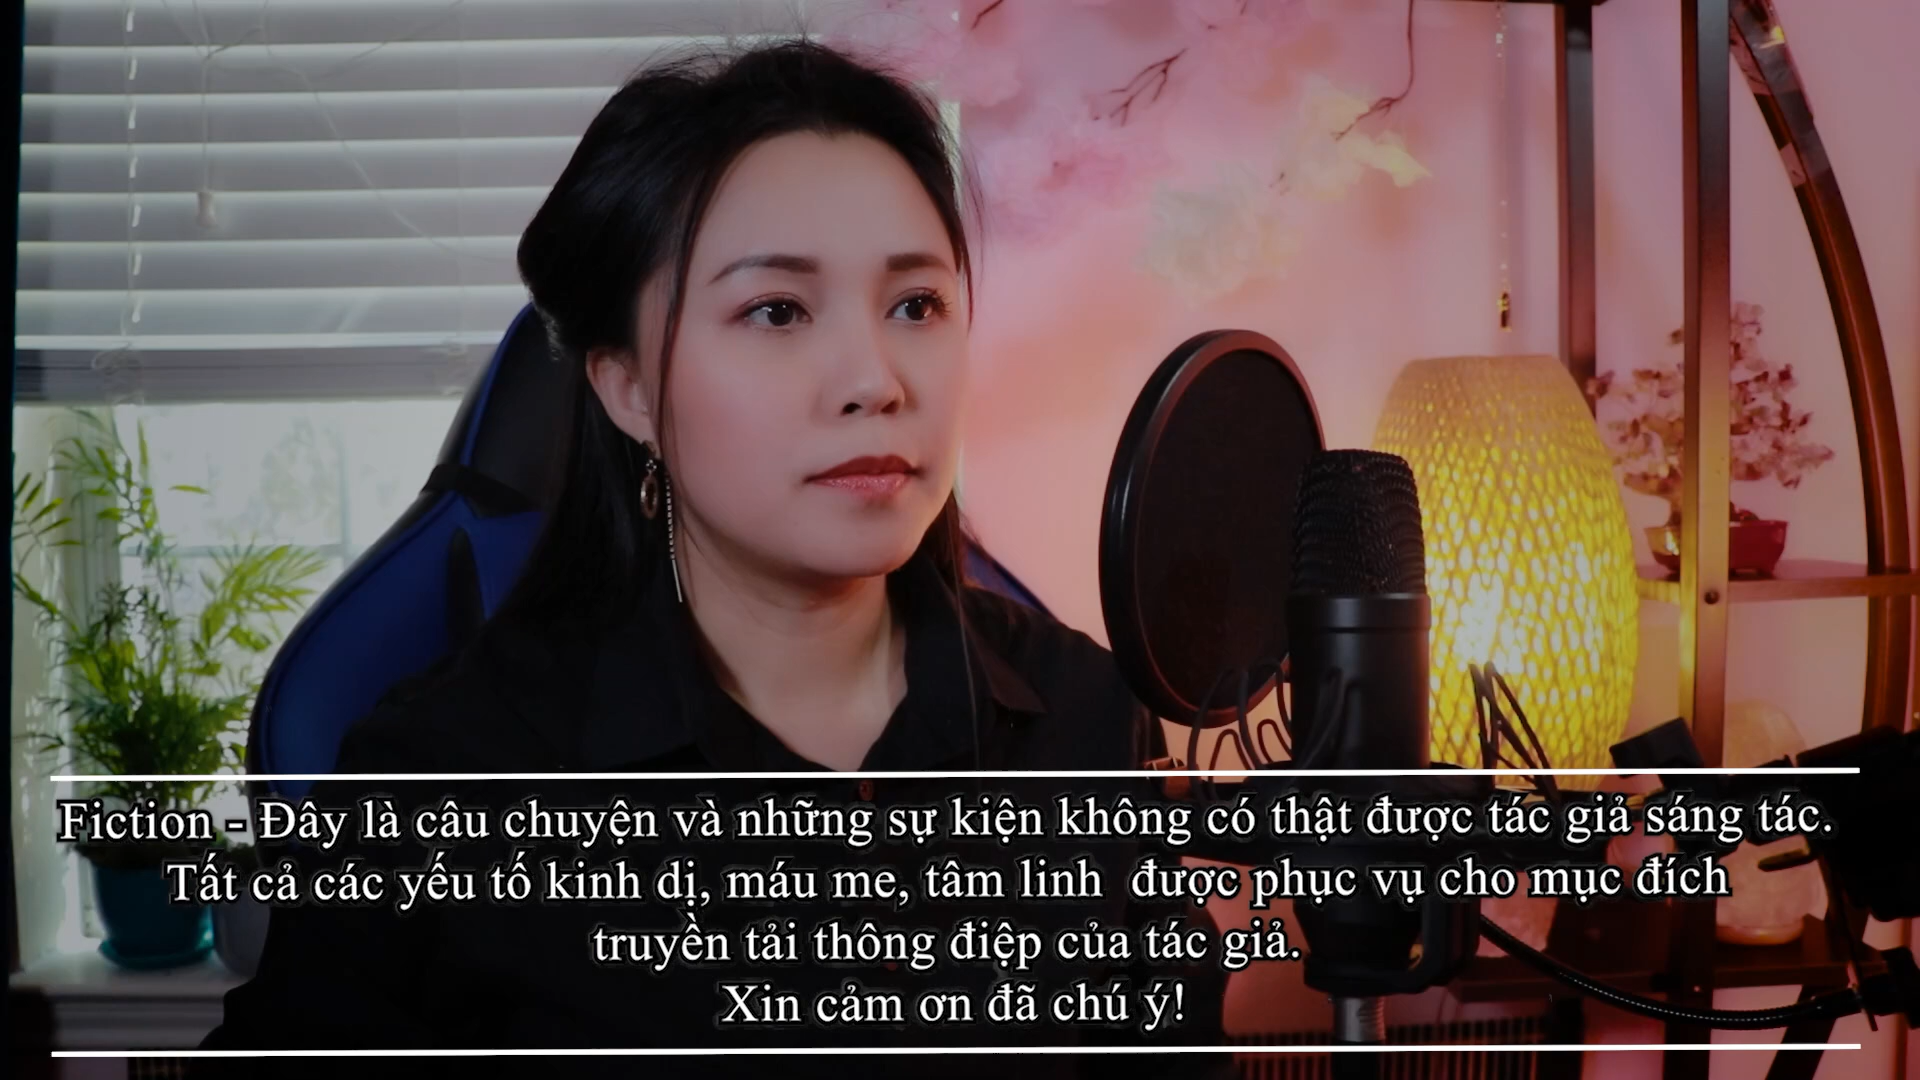 Fiction - Đây là câu chuyện và những sự kiện không có thật được tác giả sáng tác.
Tất cả các yếu tố kinh dị, máu me, tâm linh được phục vụ cho mục đích
truyền tải thông điệp của tác giả.
Xin cảm ơn đã chú ý!